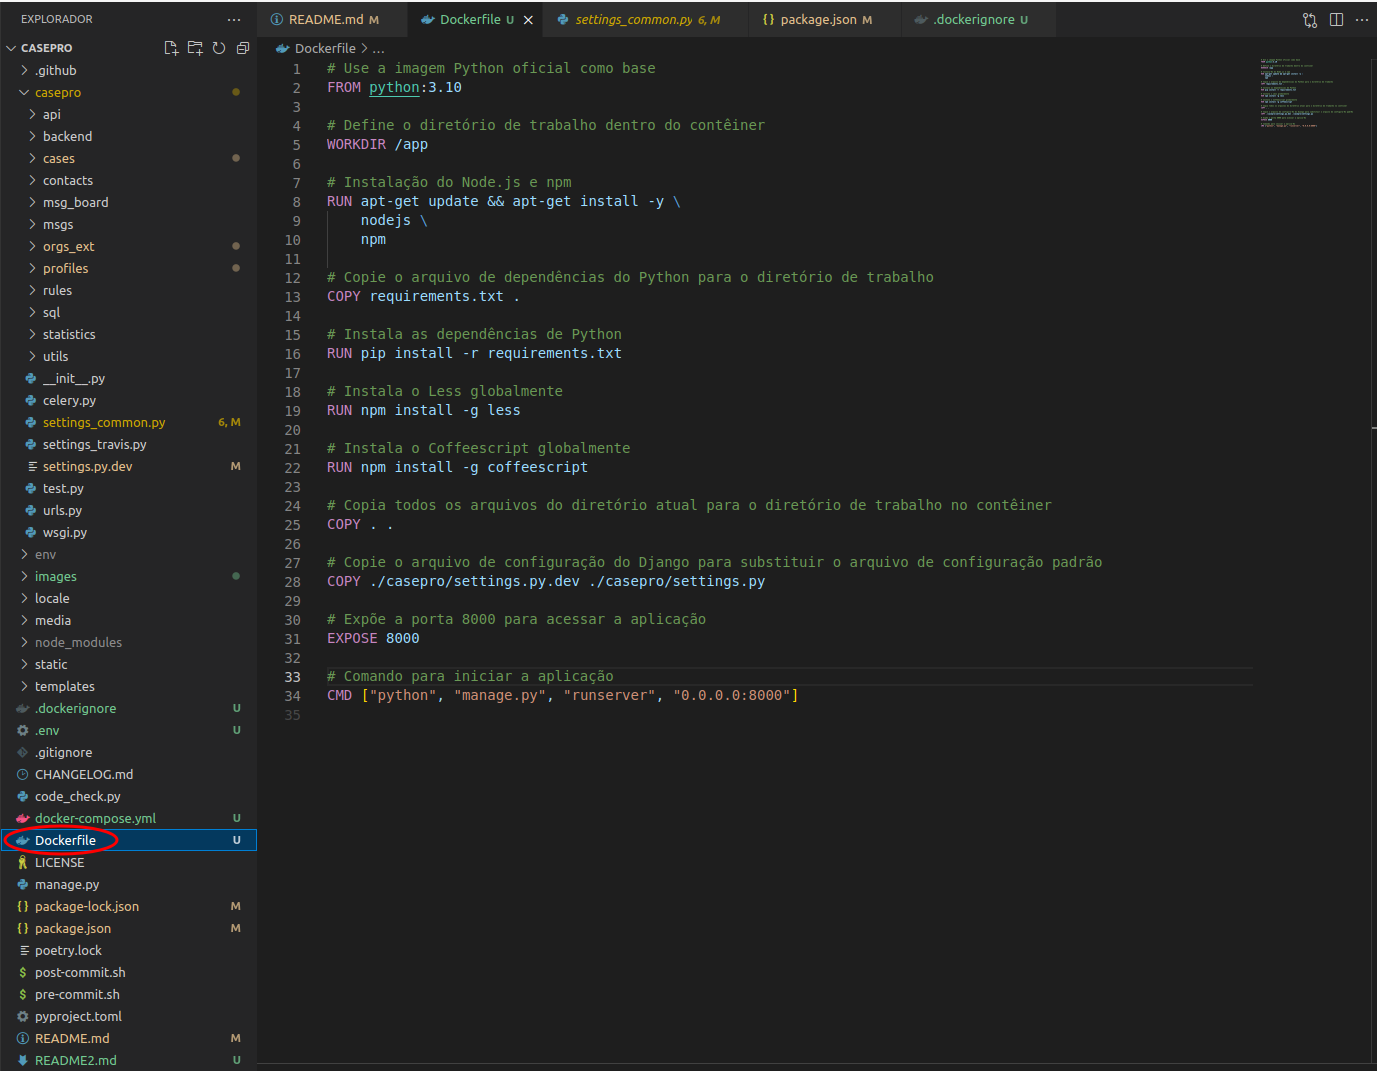 EXPLORADOR
CASEPRO
.github
casepro
api
backend
cases
contacts
msg_board
msgs
orgs_ext
profiles
rules
sql
statistics
utils
__init__.py
celery.py
settings_common.py 6, M
settings_travis.py
settings.py.dev M
test.py
urls.py
wsgi.py
env
images
locale
media
node_modules
static
templates
.dockerignore U
.env U
.gitignore
CHANGELOG.md
code_check.py
docker-compose.yml U
Dockerfile U
LICENSE
manage.py
package-lock.json M
package.json M
poetry.lock
post-commit.sh
pre-commit.sh
pyproject.toml
README.md M
README2.md U
README.md M
Dockerfile U
settings_common.py 6, M
package.json M
.dockerignore U
Dockerfile > ...
1 # Use a imagem Python oficial como base
2 FROM python:3.10
3
4 # Define o diretório de trabalho dentro do contêiner
5 WORKDIR /app
6
7 # Instalação do Node.js e npm
8 RUN apt-get update && apt-get install -y \
9 nodejs \
10 npm
11
12 # Copie o arquivo de dependências do Python para o diretório de trabalho
13 COPY requirements.txt .
14
15 # Instala as dependências de Python
16 RUN pip install -r requirements.txt
17
18 # Instala o Less globalmente
19 RUN npm install -g less
20
21 # Instala o Coffeescript globalmente
22 RUN npm install -g coffeescript
23
24 # Copia todos os arquivos do diretório atual para o diretório de trabalho no contêiner
25 COPY . .
26
27 # Copie o arquivo de configuração do Django para substituir o arquivo de configuração padrão
28 COPY ./casepro/settings.py.dev ./casepro/settings.py
29
30 # Expõe a porta 8000 para acessar a aplicação
31 EXPOSE 8000
32
33 # Comando para iniciar a aplicação
34 CMD ["python", "manage.py", "runserver", "0.0.0.0:8000"]
35